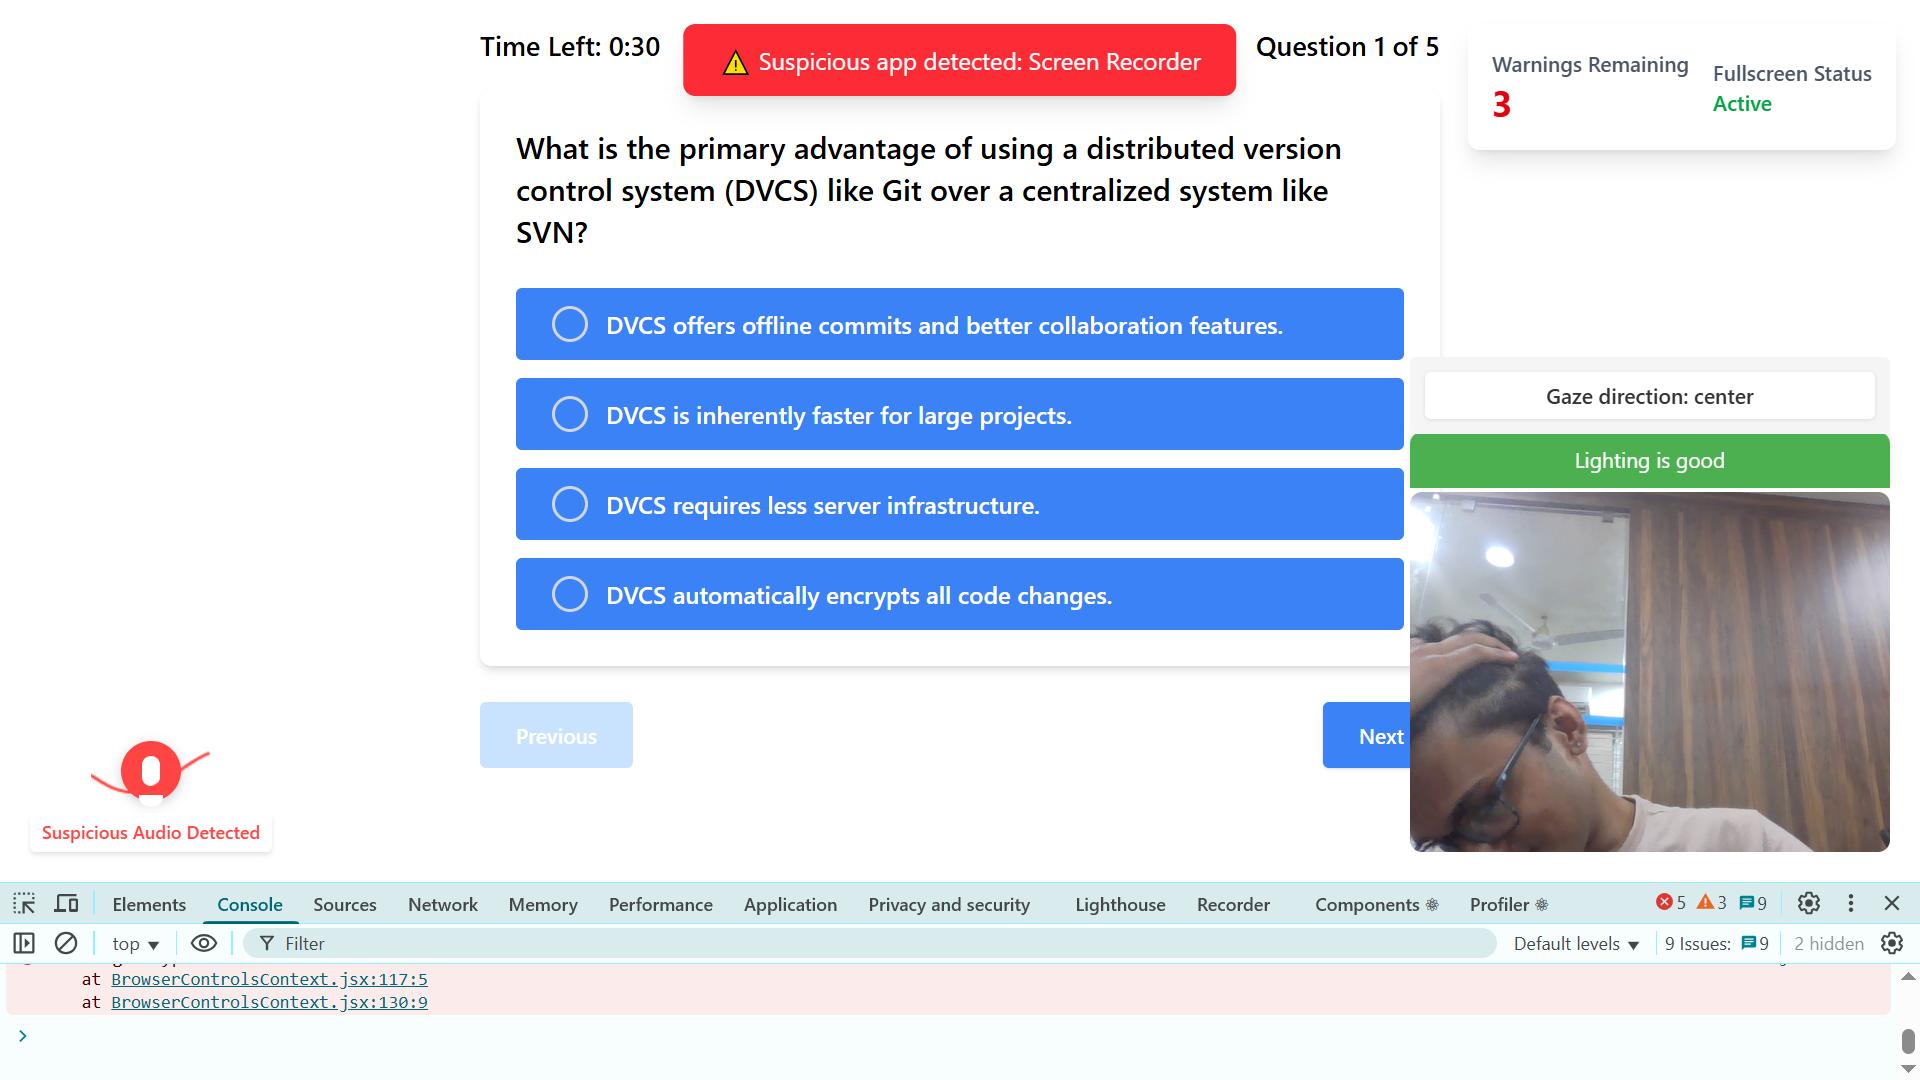 Time Left: 0:30
Suspicious app detected: Screen Recorder
Question 1 of 5
Warnings Remaining
3
Fullscreen Status
Active
What is the primary advantage of using a distributed version
control system (DVCS) like Git over a centralized system like
SVN?
DVCS offers offline commits and better collaboration features.
DVCS is inherently faster for large projects.
DVCS requires less server infrastructure.
DVCS automatically encrypts all code changes.
Gaze direction: center
Lighting is good
Previous
Next
Suspicious Audio Detected
Elements
Console
Sources
Network
Memory
Performance
Application
Privacy and security
Lighthouse
Recorder
Components
Profiler
5
3
9
top
Filter
Default levels
9 Issues:
9
2 hidden
at BrowserControlsContext.jsx:117:5
at BrowserControlsContext.jsx:130:9